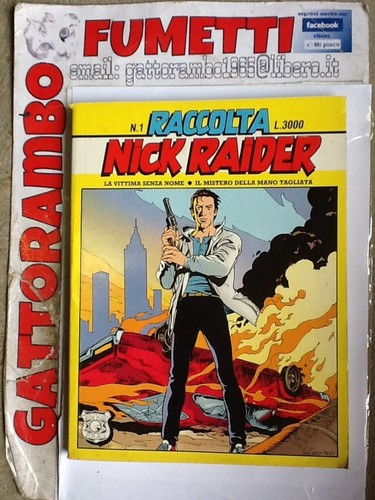 seguici anche su
facebook
clicca
Mi piace
FUMETTI
email: gattorambo1965@libero.it
GATTORAMBO
N.1 RACCOLTA L.3000
NICK RAIDER
LA VITTIMA SENZA NOME • IL MISTERO DELLA MANO TAGLIATA